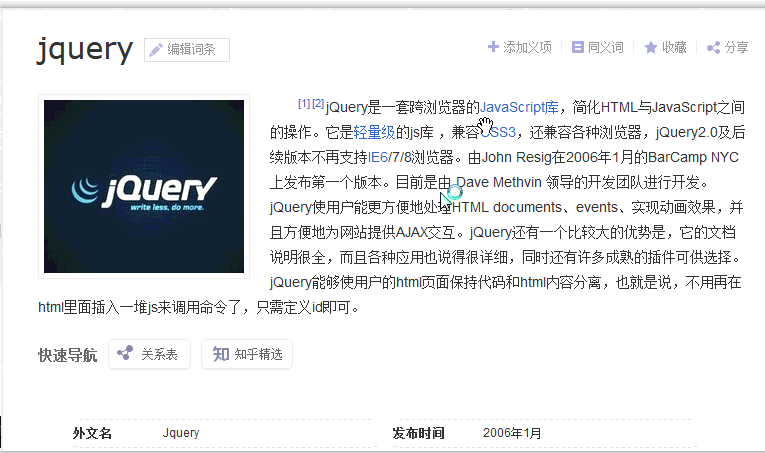 jquery
编辑词条
添加义项
同义词
收藏
分享
jQUERY
write less, do more.
[1][2] jQuery是一套跨浏览器的JavaScript库，简化HTML与JavaScript之间
的操作。它是轻量级的js库 ，兼容CSS3，还兼容各种浏览器，jQuery2.0及后
续版本不再支持IE6/7/8浏览器。由John Resig在2006年1月的BarCamp NYC
上发布第一个版本。目前是由 Dave Methvin 领导的开发团队进行开发。
jQuery使用户能更方便地处理HTML documents、events、实现动画效果，并
且方便地为网站提供AJAX交互。jQuery还有一个比较大的优势是，它的文档
说明很全，而且各种应用也说得很详细，同时还有许多成熟的插件可供选择。
jQuery能够使用户的html页面保持代码和html内容分离，也就是说，不用再在
html里面插入一堆js来调用命令了，只需定义id即可。
快速导航
关系表
知 知乎精选
外文名 Jquery
发布时间 2006年1月